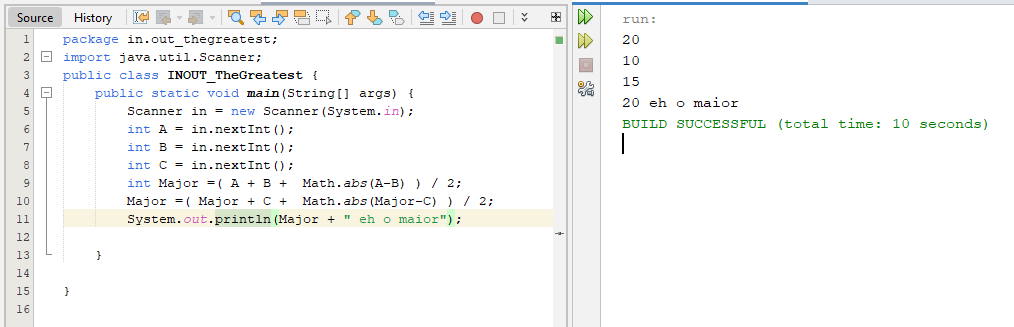 Source History
1 package in.out_thegreatest;
2 import java.util.Scanner;
3 public class INOUT_TheGreatest {
4 public static void main(String[] args) {
5 Scanner in = new Scanner(System.in);
6 int A = in.nextInt();
7 int B = in.nextInt();
8 int C = in.nextInt();
9 int Major =( A + B +  Math.abs(A-B) ) / 2;
10 Major =( Major + C +  Math.abs(Major-C) ) / 2;
11 System.out.println(Major + " eh o maior");
12
13 }
14
15 }
16
run:
20
10
15
20 eh o maior
BUILD SUCCESSFUL (total time: 10 seconds)